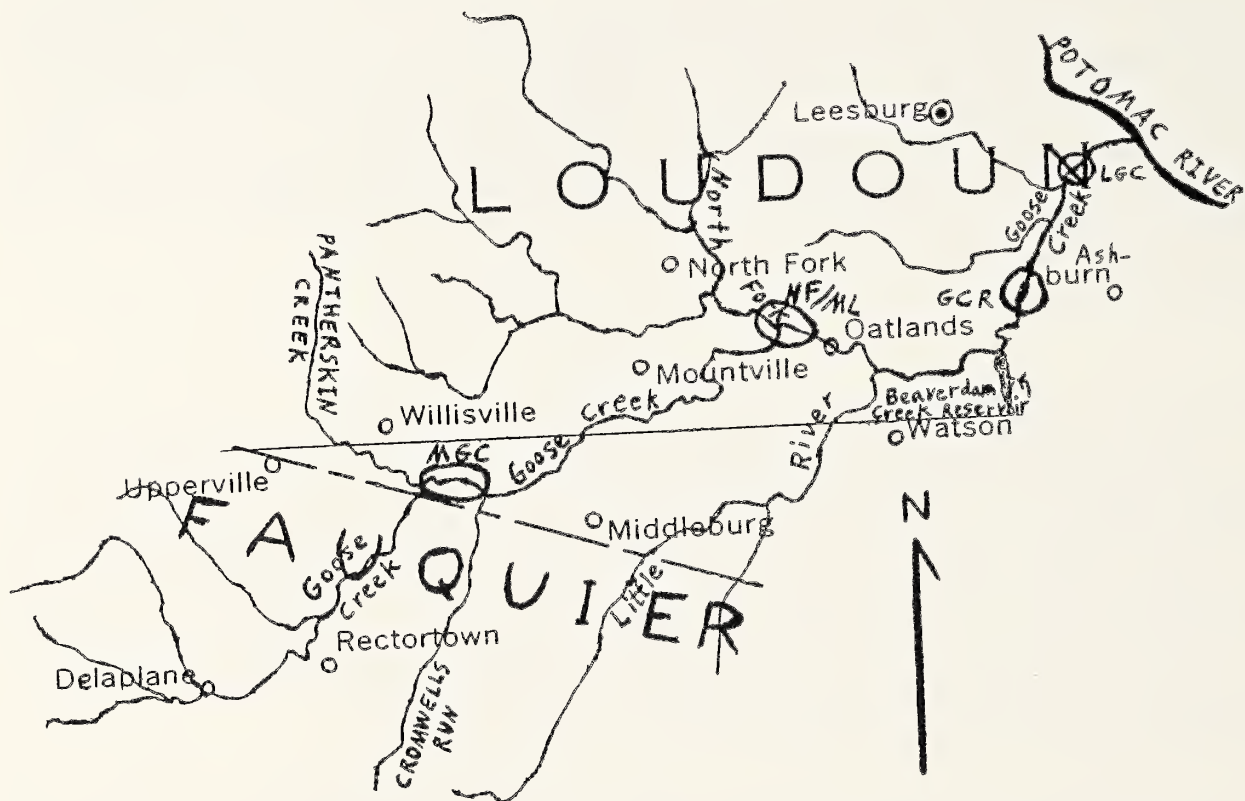 POTOMAC RIVER
Leesburg
LOUDOUN
LGC
North
Fork
Goose
Creek
PANTHERSKIN
CREEK
North Fork
NF/ML
Ash-
burn
GCR
Oatlands
Mountville
Beaverdam
Creek Reservoir
Willisville
Goose Creek
River
Watson
MGC
Upperville
N
Middleburg
FAUQUIER
Goose
Creek
Little
Rectortown
Delaplane
CROMWELLS
RUN